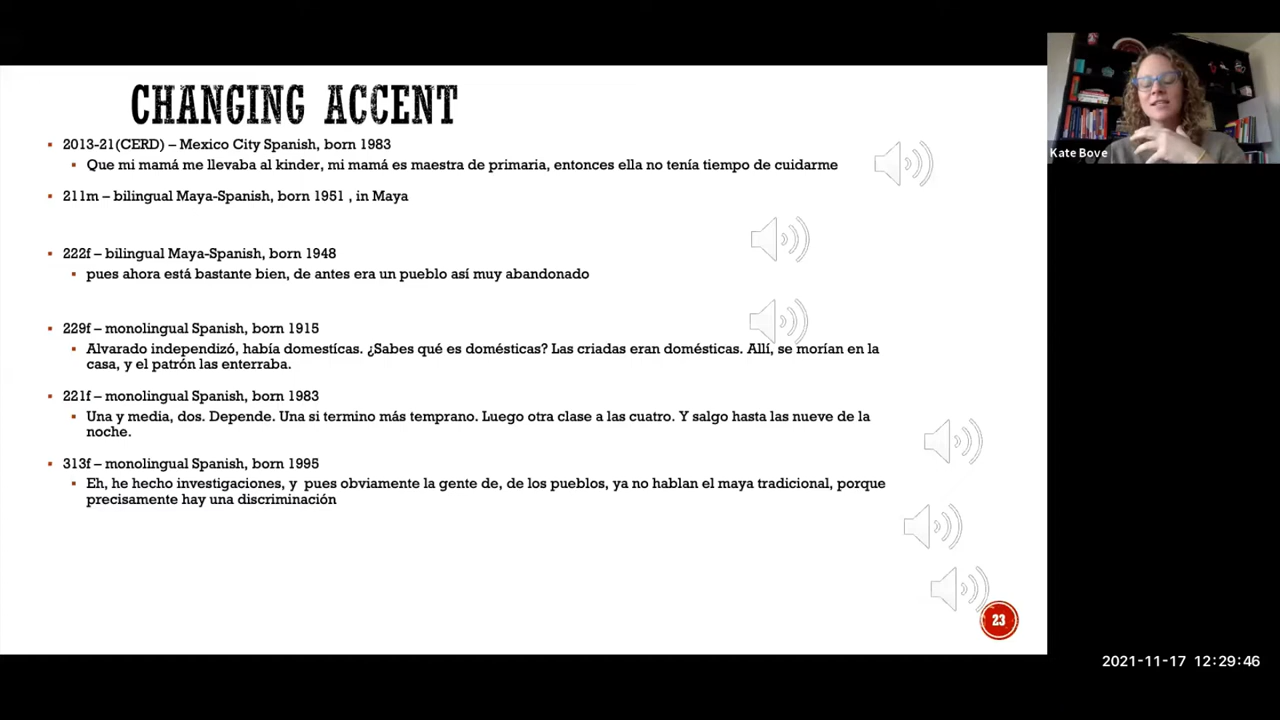 CHANGING ACCENT
2013-21(CERD) – Mexico City Spanish, born 1983
Que mi mamá me llevaba al kinder, mi mamá es maestra de primaria, entonces ella no tenía tiempo de cuidarme
211m – bilingual Maya-Spanish, born 1951 , in Maya
222f – bilingual Maya-Spanish, born 1948
pues ahora está bastante bien, de antes era un pueblo así muy abandonado
229f – monolingual Spanish, born 1915
Alvarado independizó, había domestícas. ¿Sabes qué es domésticas? Las criadas eran domésticas. Allí, se morían en la
casa, y el patrón las enterraba.
221f – monolingual Spanish, born 1983
Una y media, dos. Depende. Una si termino más temprano. Luego otra clase a las cuatro. Y salgo hasta las nueve de la
noche.
313f – monolingual Spanish, born 1995
Eh, he hecho investigaciones, y pues obviamente la gente de, de los pueblos, ya no hablan el maya tradicional, porque
precisamente hay una discriminación
23
Kate Bove
2021-11-17 12:29:46